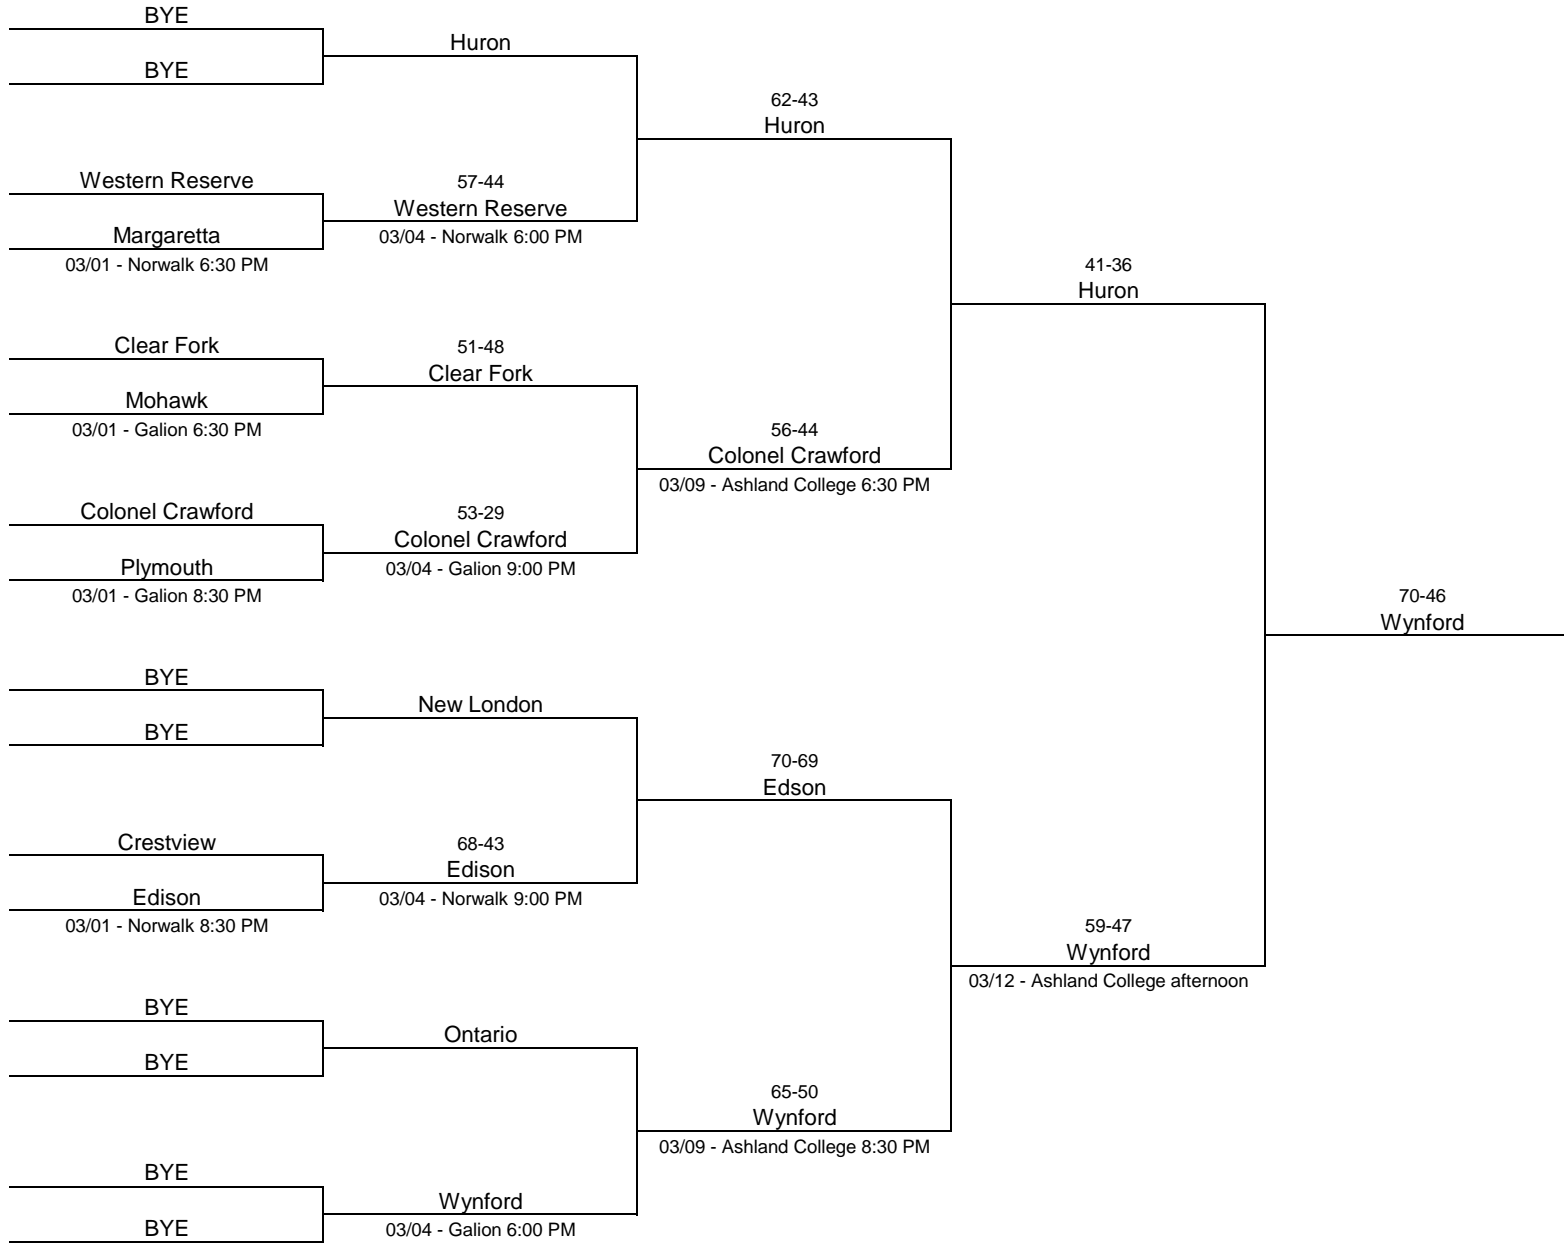 BYE
BYE
Huron
62-43
Huron
Western Reserve
Margaretta
03/01 - Norwalk 6:30 PM
57-44
Western Reserve
03/04 - Norwalk 6:00 PM
41-36
Huron
Clear Fork
Mohawk
03/01 - Galion 6:30 PM
51-48
Clear Fork
56-44
Colonel Crawford
03/09 - Ashland College 6:30 PM
Colonel Crawford
Plymouth
03/01 - Galion 8:30 PM
53-29
Colonel Crawford
03/04 - Galion 9:00 PM
70-46
Wynford
BYE
BYE
New London
70-69
Edson
Crestview
Edison
03/01 - Norwalk 8:30 PM
68-43
Edison
03/04 - Norwalk 9:00 PM
59-47
Wynford
03/12 - Ashland College afternoon
BYE
BYE
Ontario
65-50
Wynford
03/09 - Ashland College 8:30 PM
BYE
BYE
Wynford
03/04 - Galion 6:00 PM